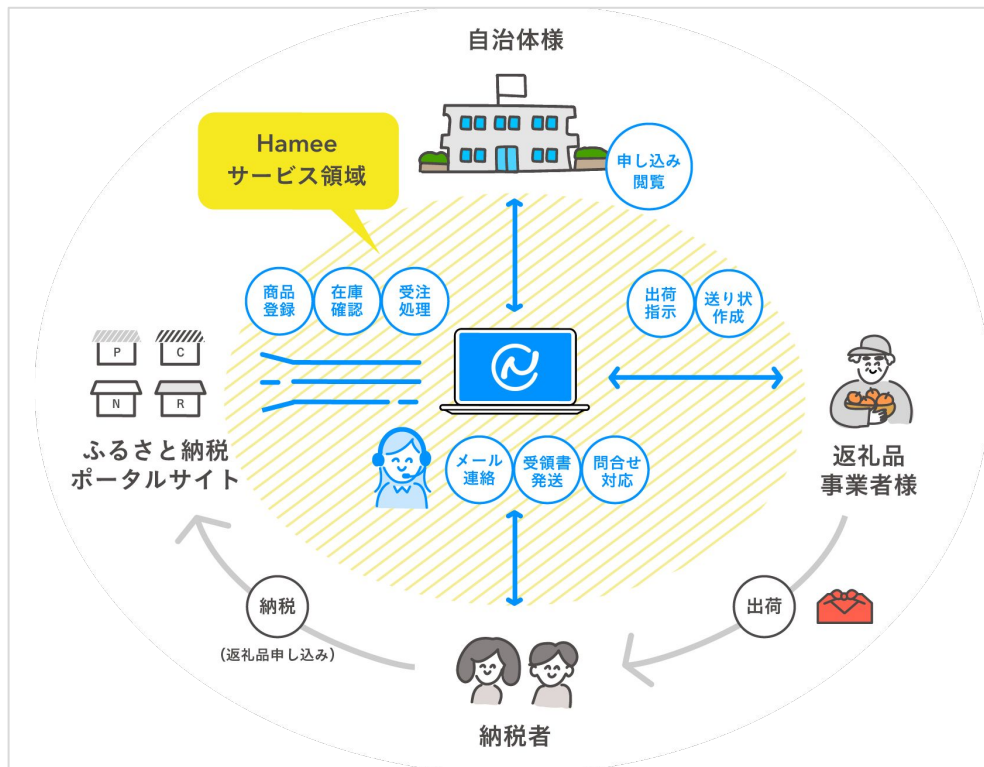 自治体様
Hamee
サービス領域
申し込み
閲覧
商品
登録
在庫
確認
受注
処理
出荷
指示
送り状
作成
P
C
N
R
ふるさと納税
ポータルサイト
メール
連絡
受領書
発送
問合せ
対応
返礼品
事業者様
納税
(返礼品申し込み)
出荷
納税者